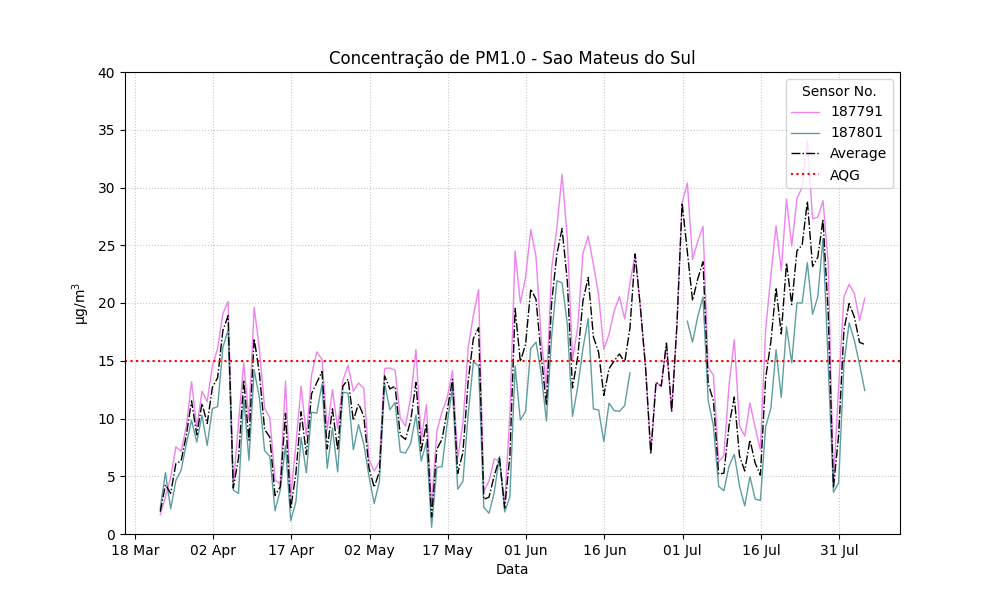 Concentração de PM1.0 - Sao Mateus do Sul
Sensor No.
187791
187801
Average
AQG
40
35
30
25
20
15
10
5
0
µg/m³
18 Mar 02 Apr 17 Apr 02 May 17 May 01 Jun 16 Jun 01 Jul 16 Jul 31 Jul
Data